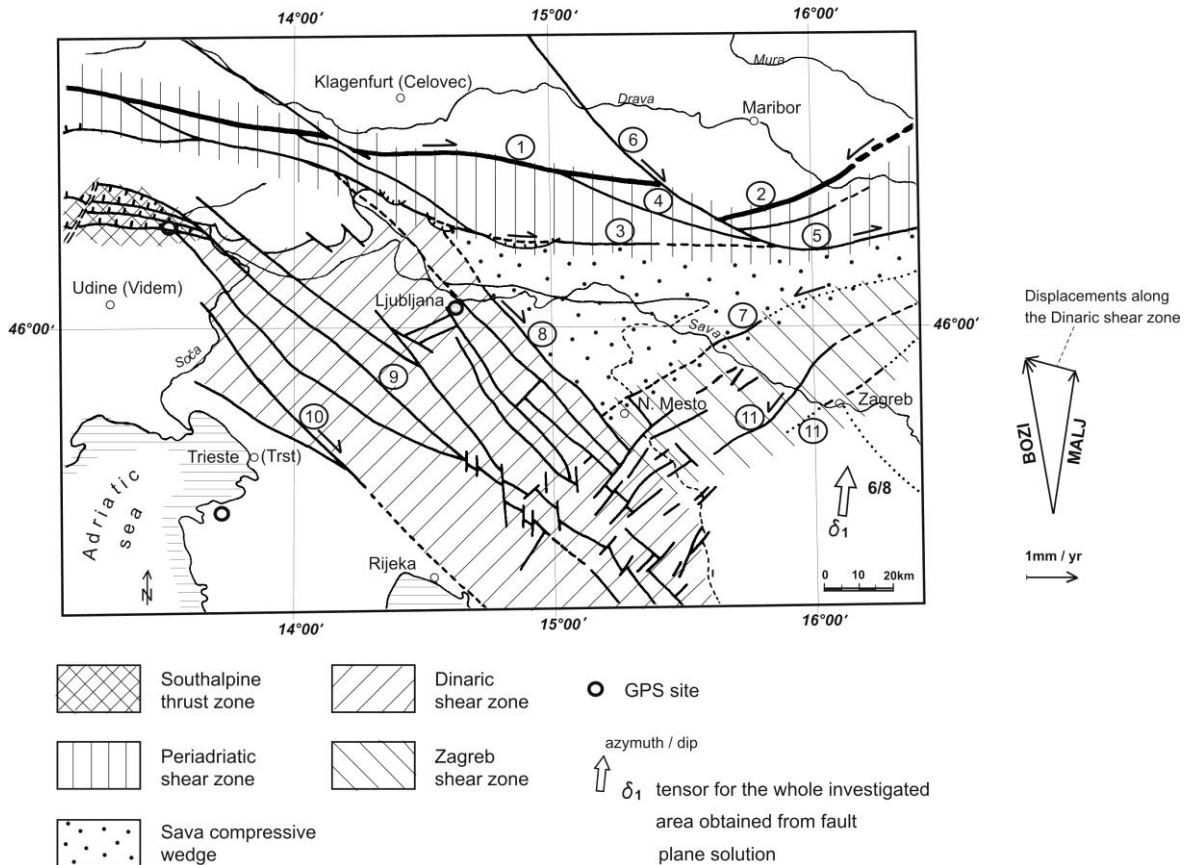 14°00′
15°00′
16°00′
Mura
Klagenfurt (Celovec)
Drava
Maribor
6
1
2
4
3
5
Udine (Videm)
Ljubljana
46°00′
46°00′
Soča
8
Sava
7
9
N. Mesto
Zagreb
10
11
11
Trieste (Trst)
Adriatic
sea
6/8
δ1
N
Rijeka
0 10 20km
14°00′
15°00′
16°00′
Displacements along
the Dinaric shear zone
BOZI
MALJ
1mm / yr
Southalpine
thrust zone
Dinaric
shear zone
GPS site
Periadriatic
shear zone
Zagreb
shear zone
azymuth / dip
δ1 tensor for the whole investigated
area obtained from fault
plane solution
Sava compressive
wedge